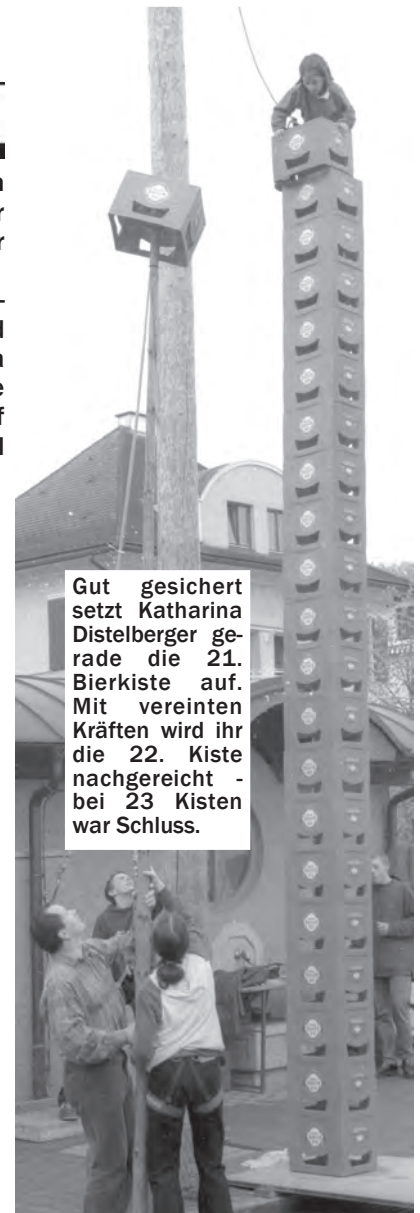 Gut gesichert
setzt Katharina
Distelberger ge-
rade die 21.
Bierkiste auf.
Mit vereinten
Kräften wird ihr
die 22. Kiste
nachgereicht -
bei 23 Kisten
war Schluss.